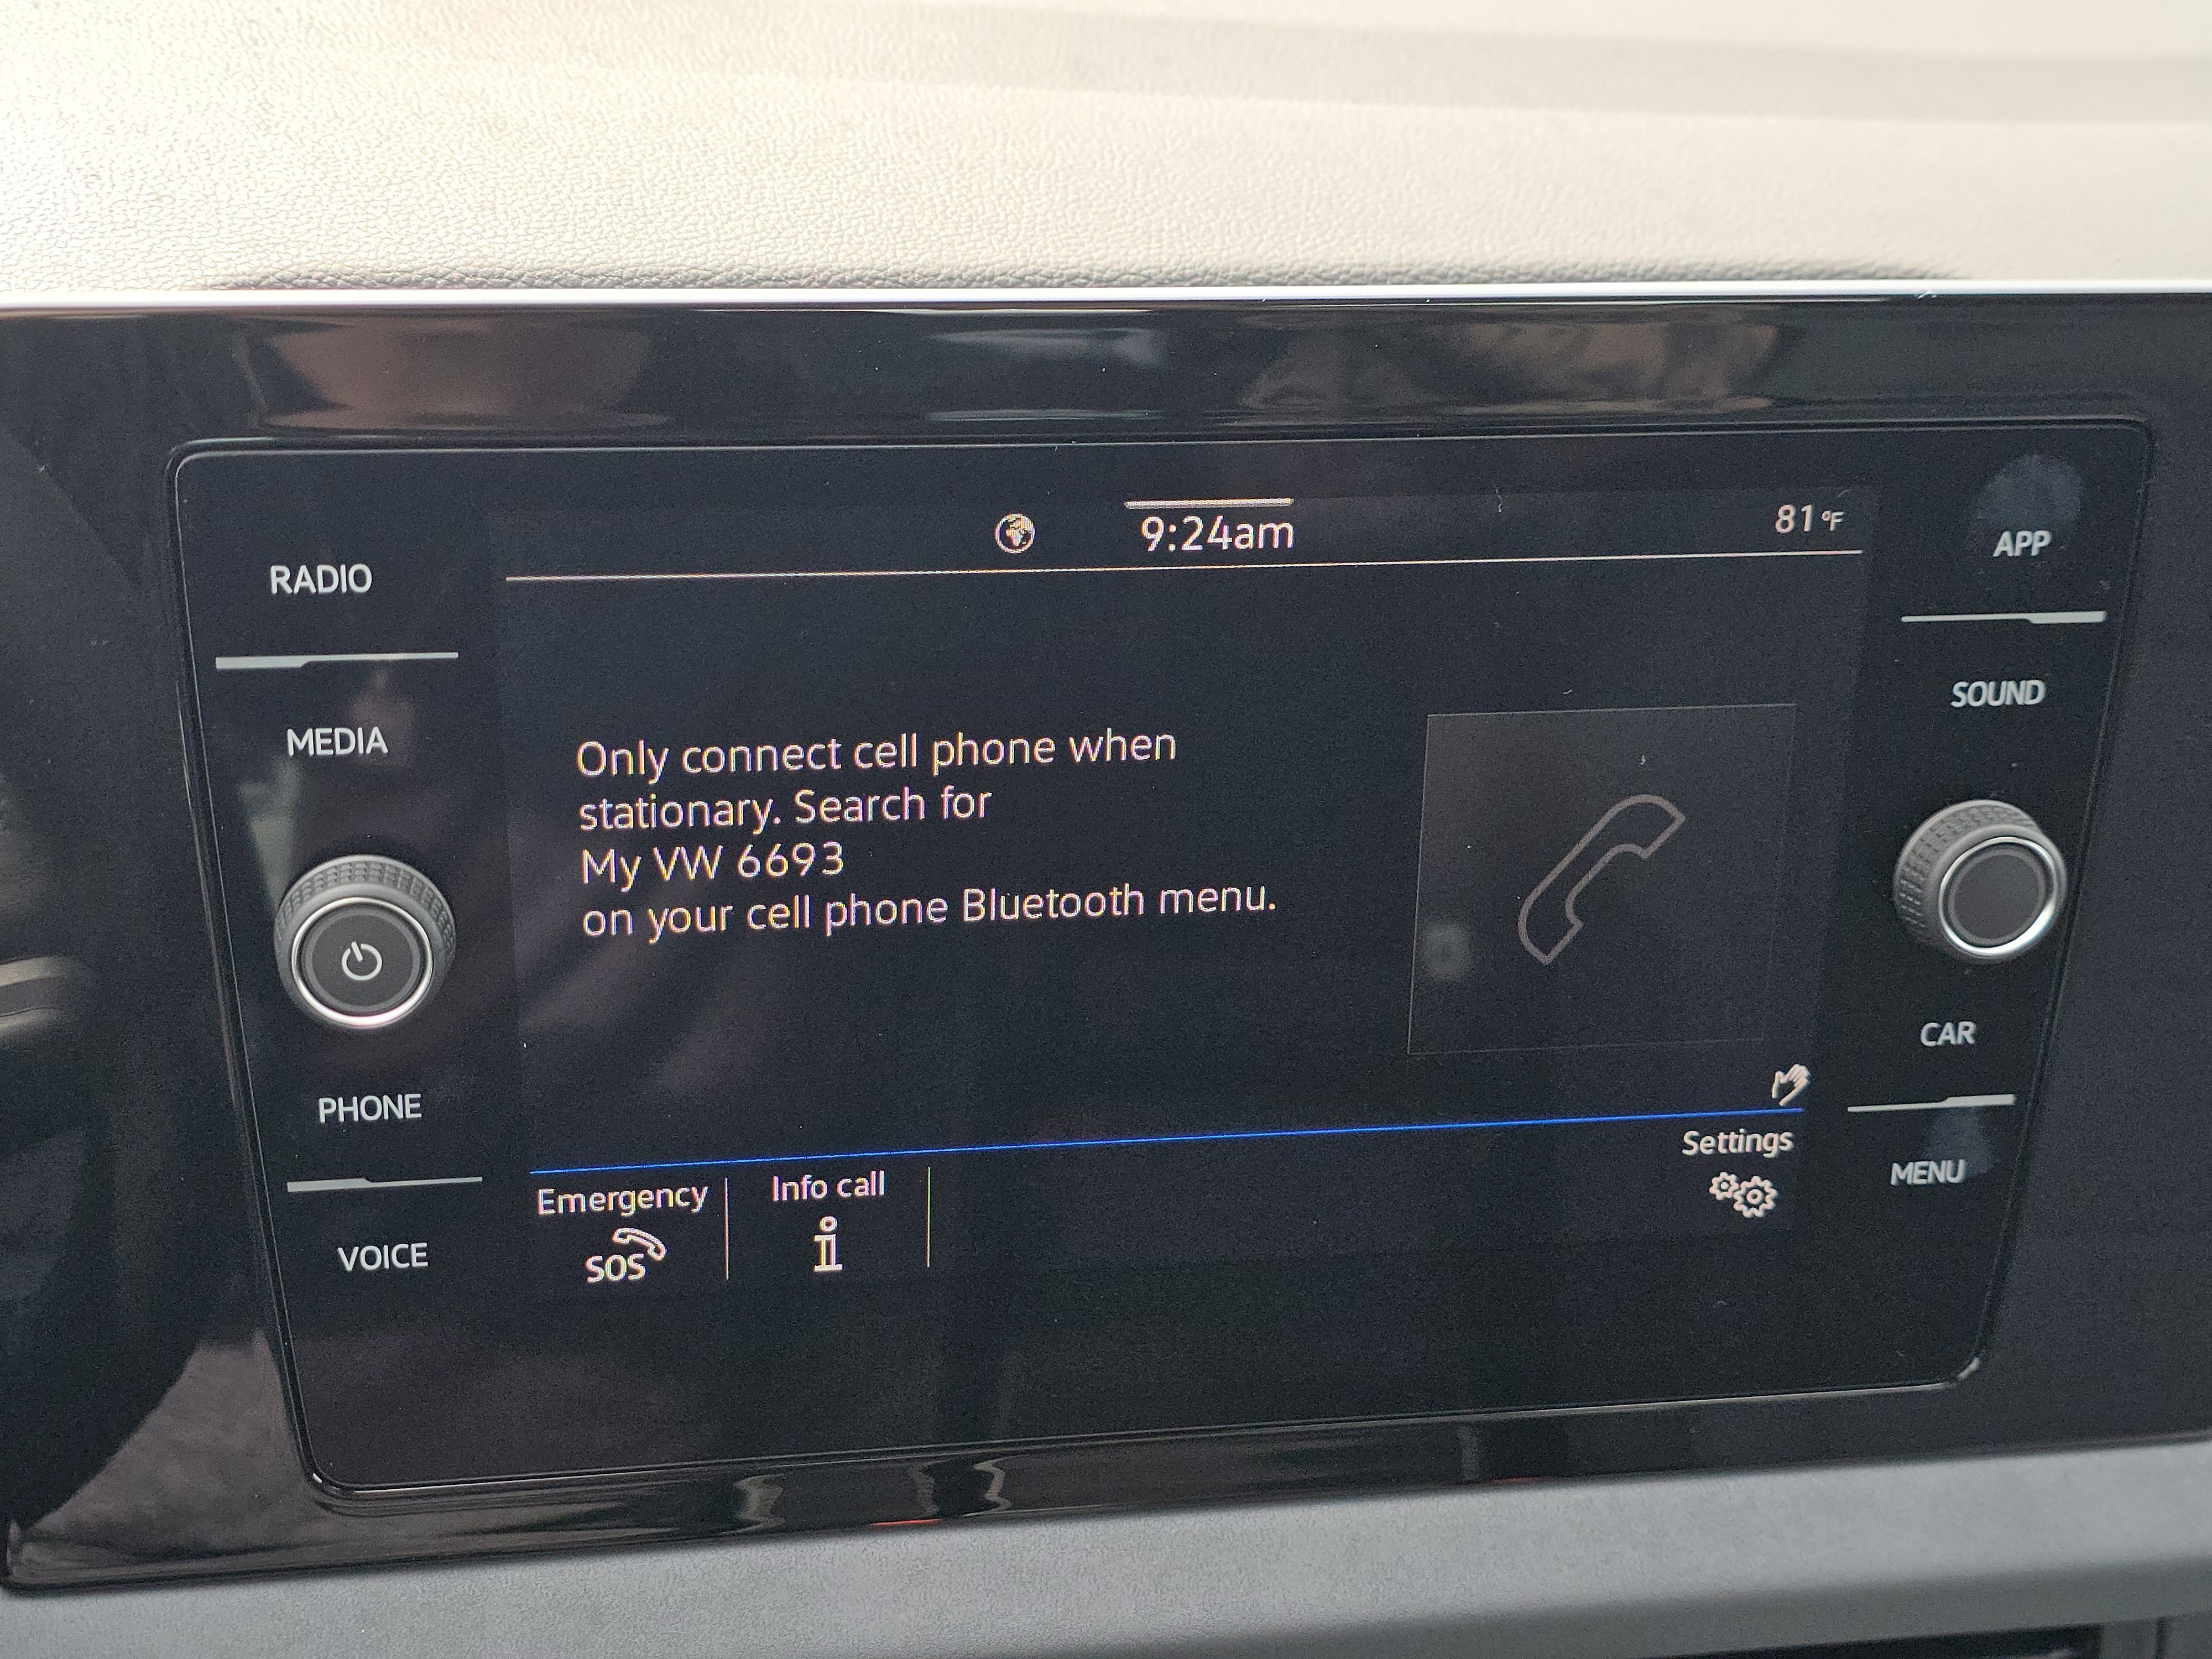 9:24am
81°F
RADIO
MEDIA
PHONE
VOICE
Only connect cell phone when
stationary. Search for
My VW 6693
on your cell phone Bluetooth menu.
APP
SOUND
CAR
MENU
Emergency
SOS
Info call
i
Settings